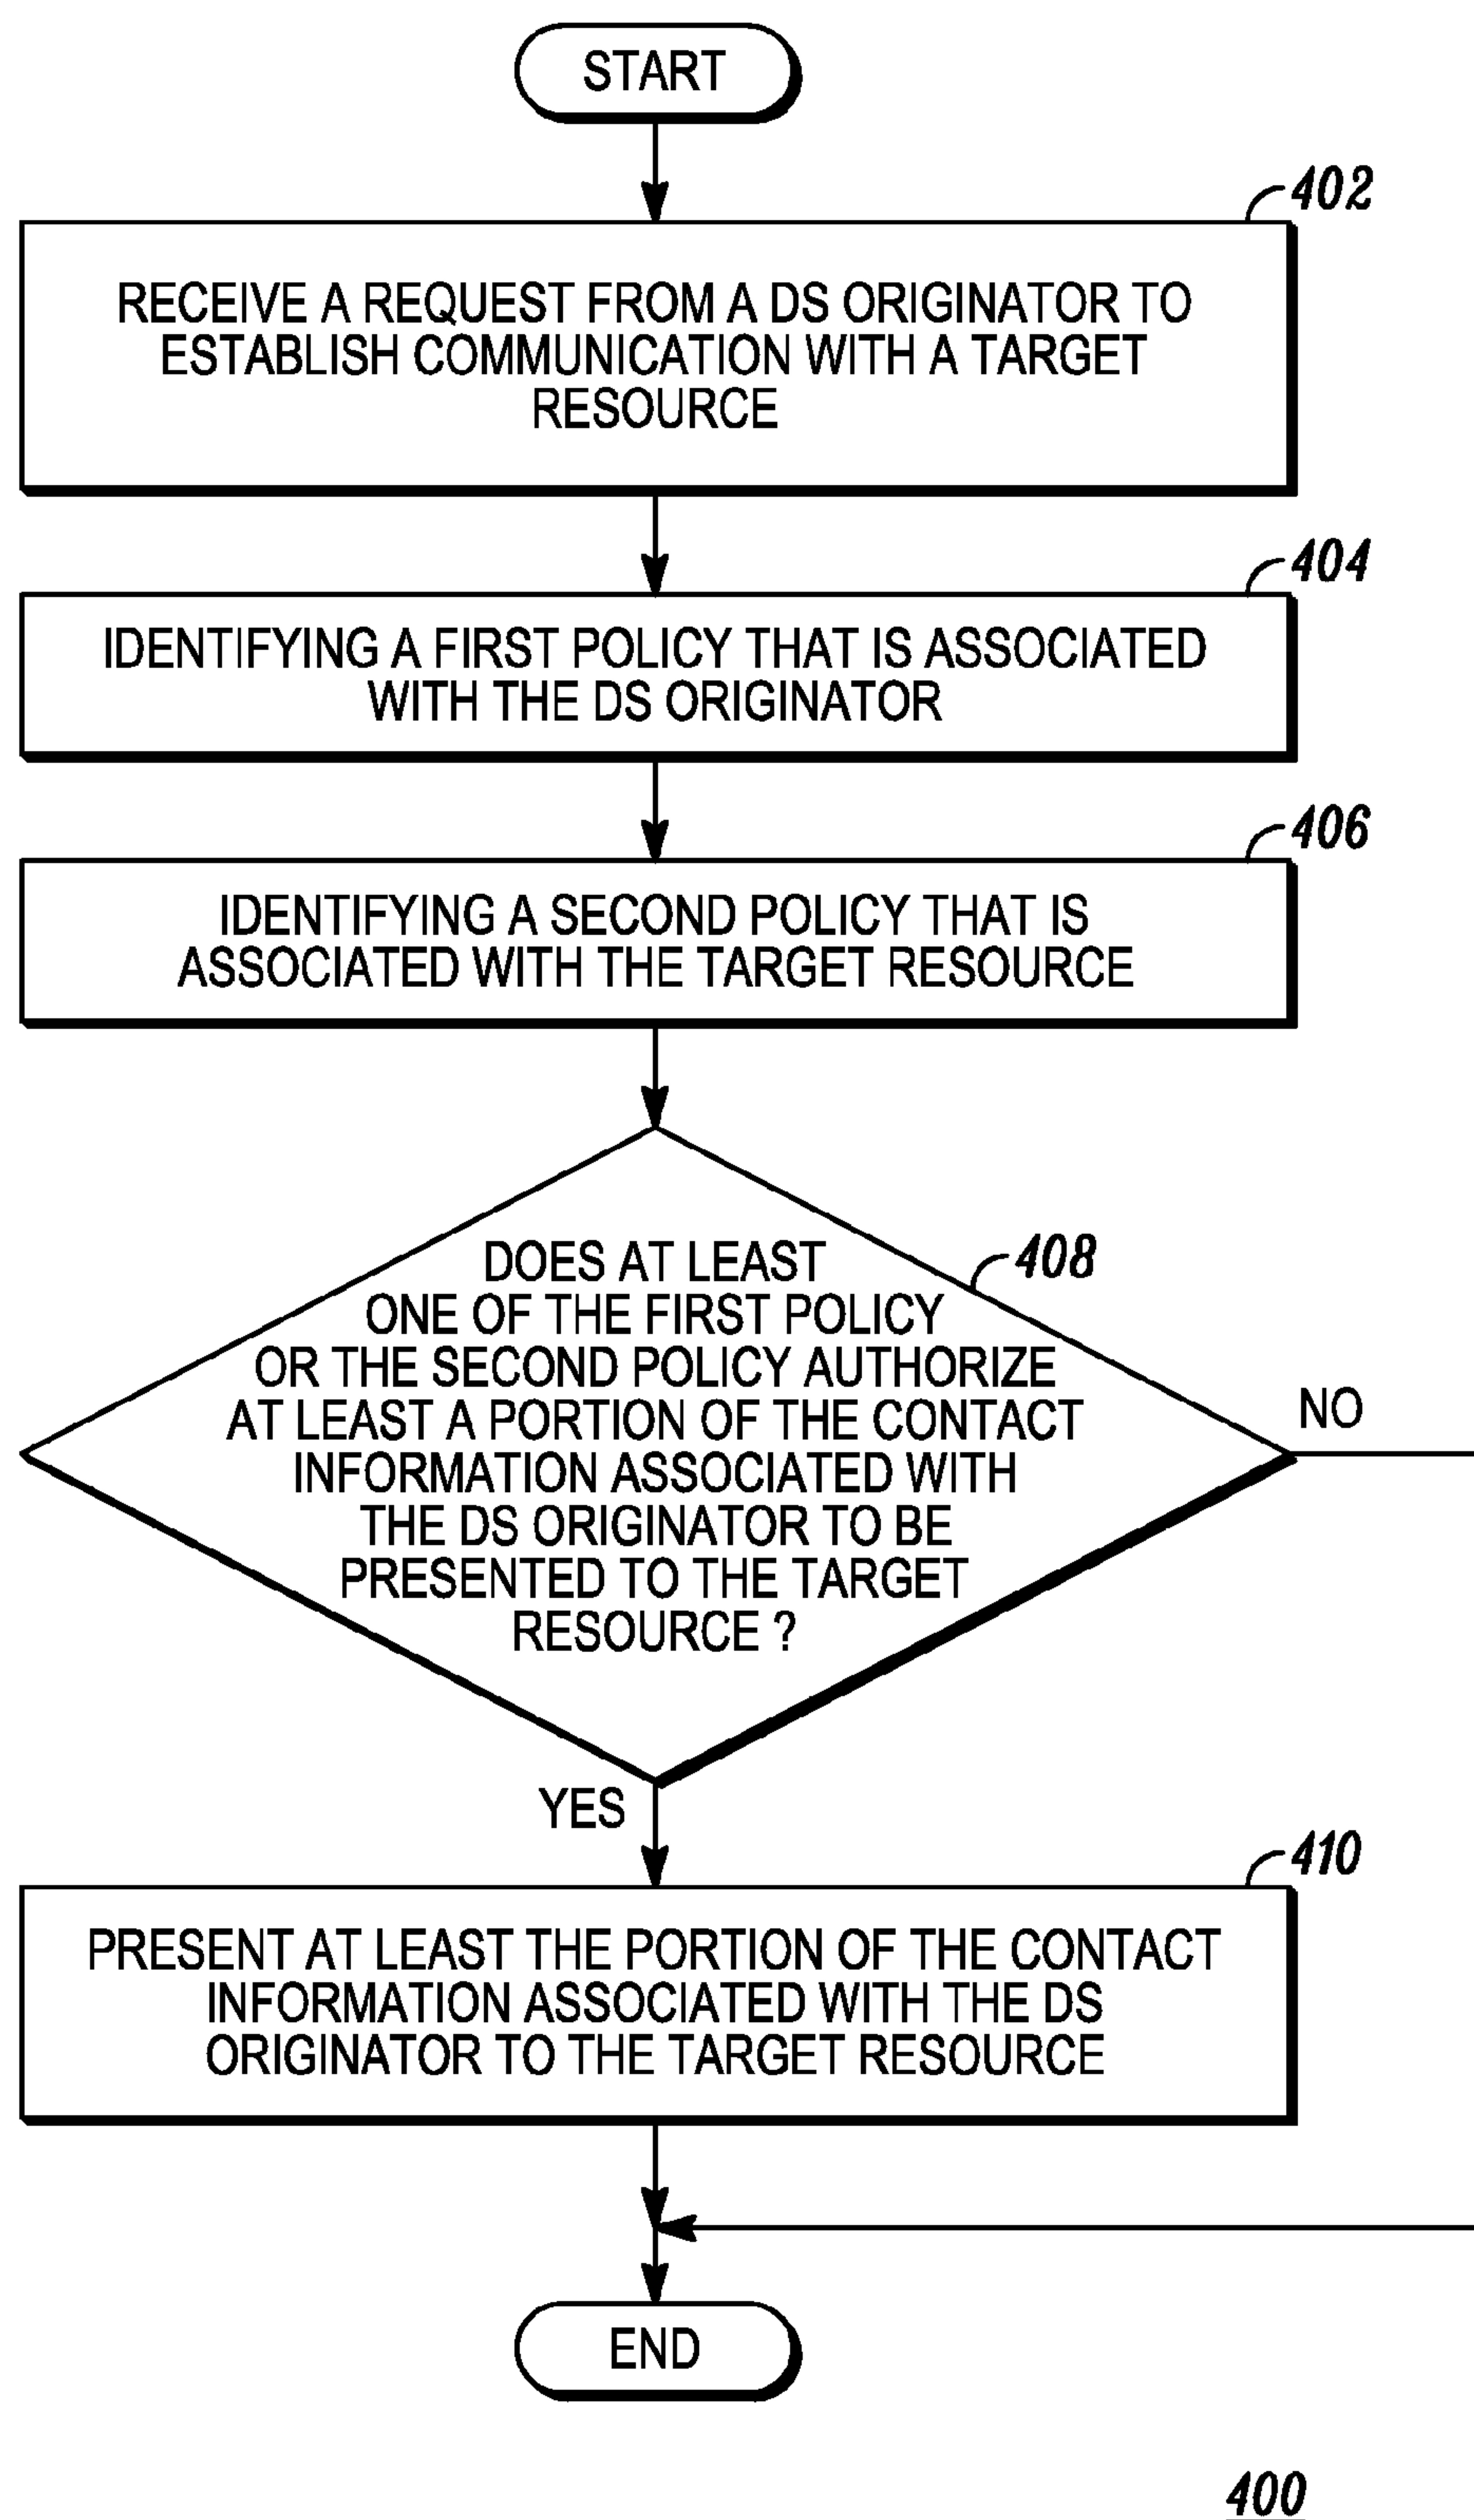 START
402
RECEIVE A REQUEST FROM A DS ORIGINATOR TO
ESTABLISH COMMUNICATION WITH A TARGET
RESOURCE
404
IDENTIFYING A FIRST POLICY THAT IS ASSOCIATED
WITH THE DS ORIGINATOR
406
IDENTIFYING A SECOND POLICY THAT IS
ASSOCIATED WITH THE TARGET RESOURCE
408
DOES AT LEAST
ONE OF THE FIRST POLICY
OR THE SECOND POLICY AUTHORIZE
AT LEAST A PORTION OF THE CONTACT
INFORMATION ASSOCIATED WITH
THE DS ORIGINATOR TO BE
PRESENTED TO THE TARGET
RESOURCE ?
NO
YES
410
PRESENT AT LEAST THE PORTION OF THE CONTACT
INFORMATION ASSOCIATED WITH THE DS
ORIGINATOR TO THE TARGET RESOURCE
END
400